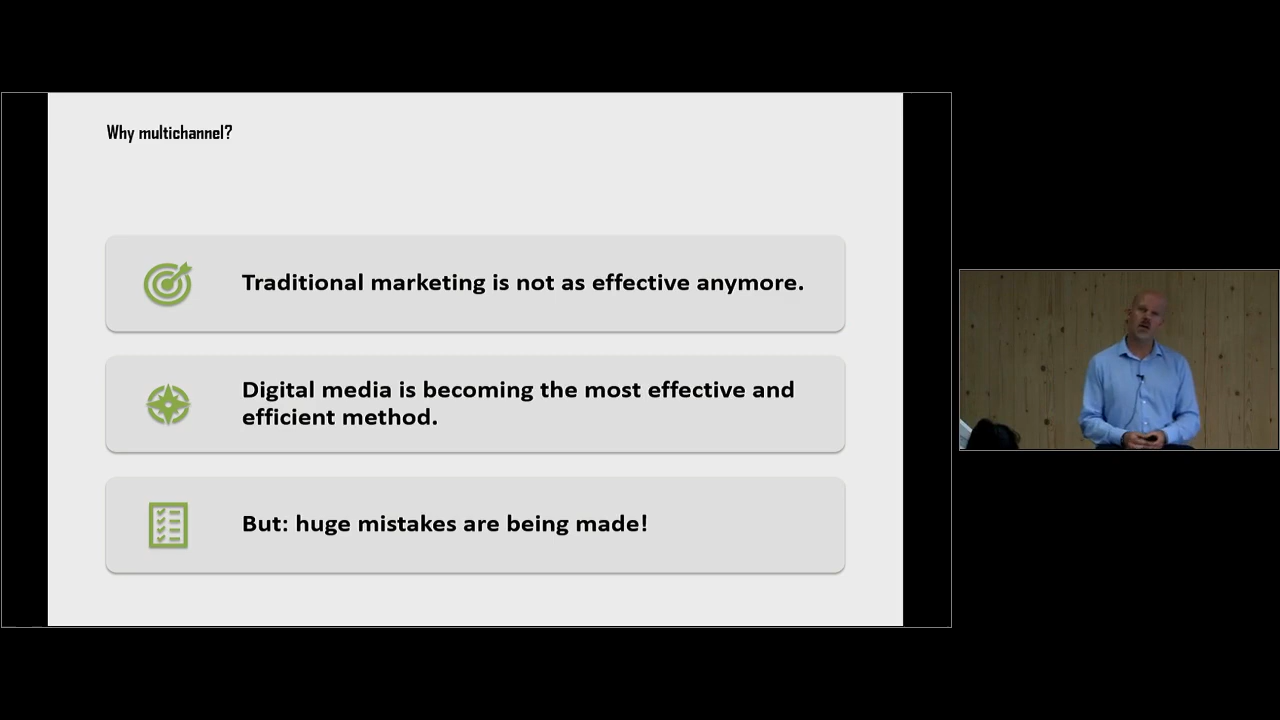 Why multichannel?
Traditional marketing is not as effective anymore.
Digital media is becoming the most effective and
efficient method.
But: huge mistakes are being made!